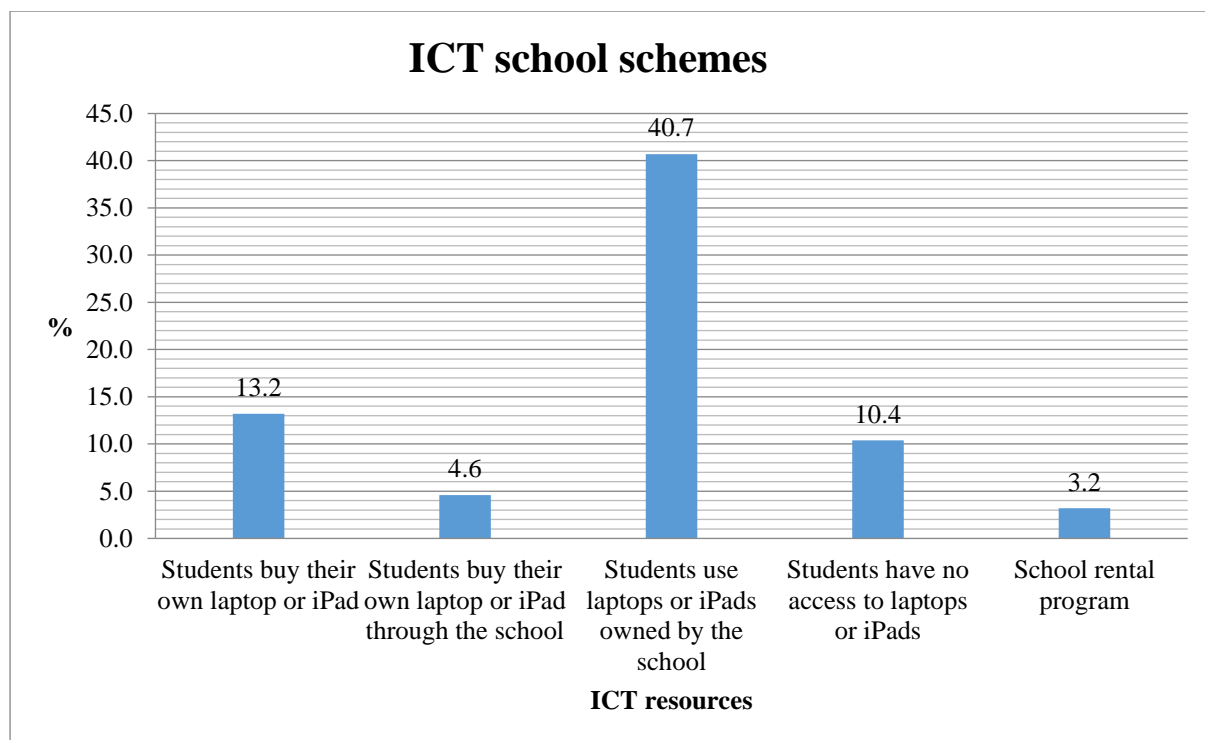 ICT school schemes
45.0
40.0
35.0
30.0
25.0
20.0
15.0
10.0
5.0
0.0
%
13.2
4.6
40.7
10.4
3.2
Students buy their
own laptop or iPad
Students buy their
own laptop or iPad
through the school
Students use
laptops or iPads
owned by the
school
Students have no
access to laptops
or iPads
School rental
program
ICT resources